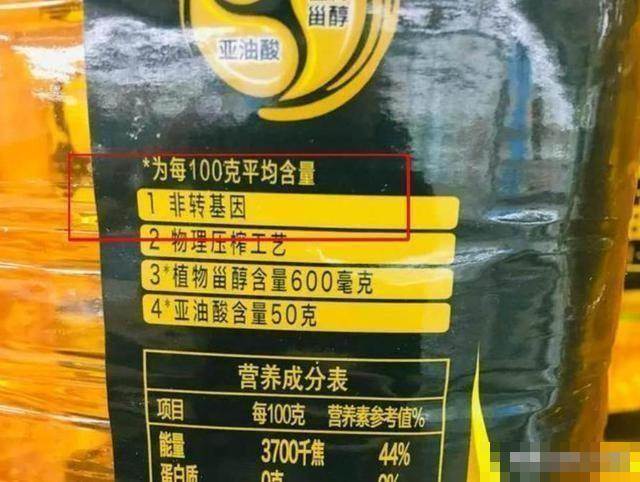 甾醇
亚油酸
*为每100克平均含量
1 非转基因
2 物理压榨工艺
3*植物甾醇含量600毫克
4*亚油酸含量50克
营养成分表
项目 每100克 营养素参考值%
能量 3700千焦 44%
蛋白质 0克 0%